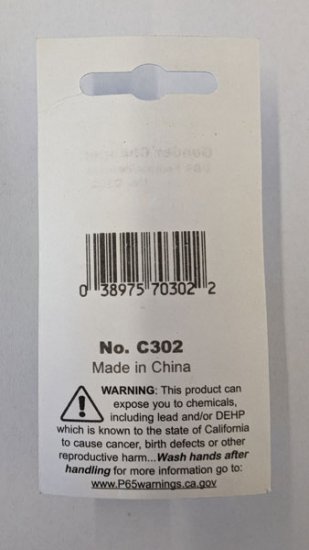 0 38975 70302 2
No. C302
Made in China
WARNING: This product can
expose you to chemicals,
including lead and/or DEHP
which is known to the state of California
to cause cancer, birth defects or other
reproductive harm...Wash hands after
handling for more information go to:
www.P65warnings.ca.gov